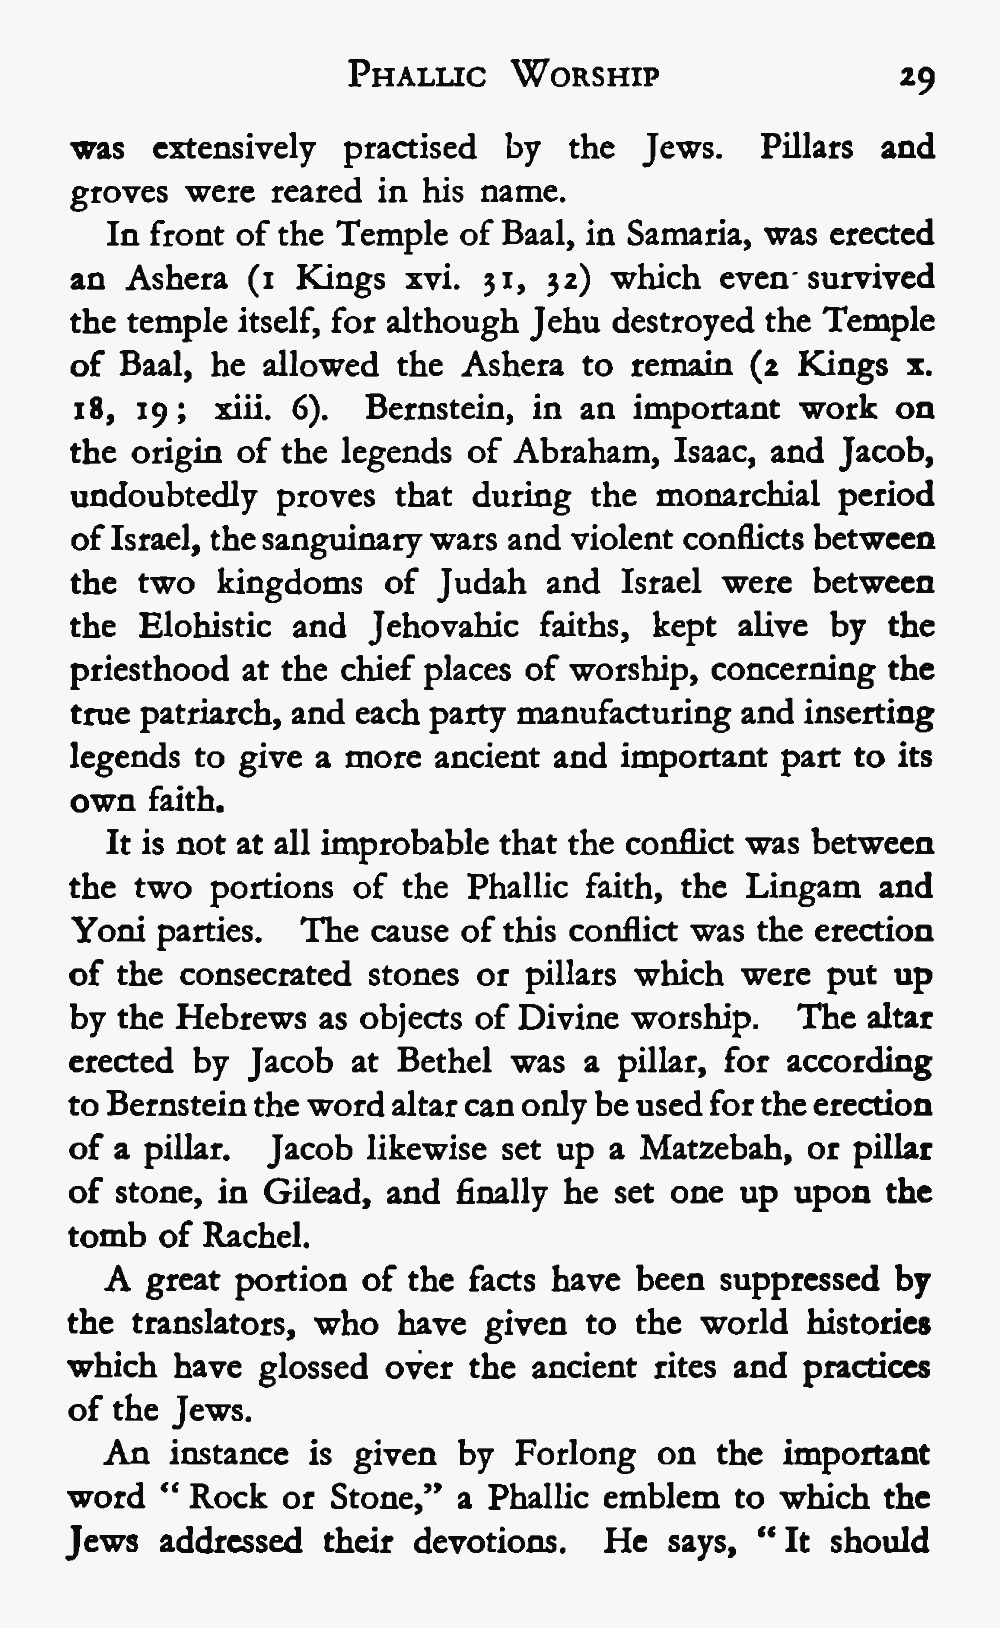 Phallic Worship 29
was extensively practised by the Jews. Pillars and
groves were reared in his name.
In front of the Temple of Baal, in Samaria, was erected
an Ashera (1 Kings xvi. 31, 32) which even survived
the temple itself, for although Jehu destroyed the Temple
of Baal, he allowed the Ashera to remain (2 Kings x.
18, 19; xiii. 6). Bernstein, in an important work on
the origin of the legends of Abraham, Isaac, and Jacob,
undoubtedly proves that during the monarchial period
of Israel, the sanguinary wars and violent conflicts between
the two kingdoms of Judah and Israel were between
the Elohistic and Jehovahic faiths, kept alive by the
priesthood at the chief places of worship, concerning the
true patriarch, and each party manufacturing and inserting
legends to give a more ancient and important part to its
own faith.
It is not at all improbable that the conflict was between
the two portions of the Phallic faith, the Lingam and
Yoni parties. The cause of this conflict was the erection
of the consecrated stones or pillars which were put up
by the Hebrews as objects of Divine worship. The altar
erected by Jacob at Bethel was a pillar, for according
to Bernstein the word altar can only be used for the erection
of a pillar. Jacob likewise set up a Matzebah, or pillar
of stone, in Gilead, and finally he set one up upon the
tomb of Rachel.
A great portion of the facts have been suppressed by
the translators, who have given to the world histories
which have glossed over the ancient rites and practices
of the Jews.
An instance is given by Forlong on the important
word “ Rock or Stone,” a Phallic emblem to which the
Jews addressed their devotions. He says, “ It should